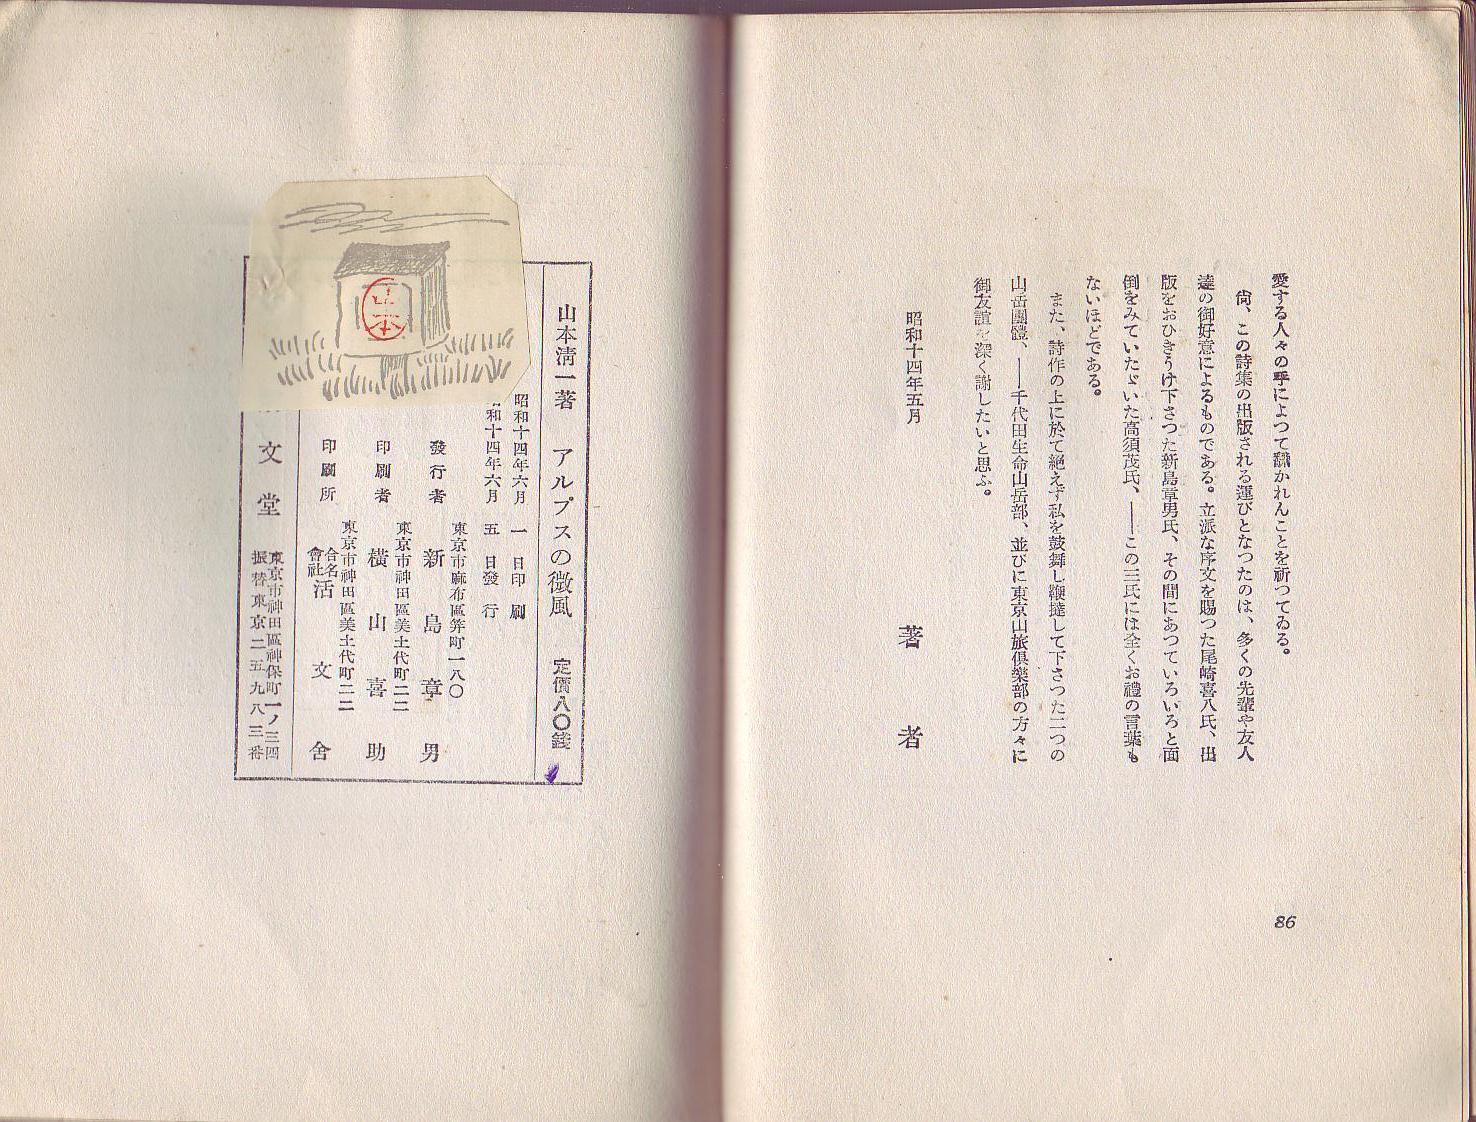 愛する人々の手によつて繙かれんことを祈つてゐる。
尙、この詩集の出版される運びとなつたのは、多くの先輩や友人
達の御好意によるものである。立派な序文を賜つた尾崎喜八氏、出
版をおひきうけ下さつた新島章男氏、その間にあつていろいろと面
倒をみていたゞいた高須茂氏、――この三氏には全くお禮の言葉も
ないほどである。
また、詩作の上に於て絶えず私を鼓舞し鞭撻して下さつた二つの
山岳團體、――千代田生命山岳部、並びに東京山旅倶樂部の方々に
御友誼を深く謝したいと思ふ。
昭和十四年五月
著者
86
山本淸一著 アルプスの微風 定價八〇錢
昭和十四年六月 一日印刷
昭和十四年六月 五日發行
東京市麻布區笄町一八〇
發行者 新島章男
東京市神田區美土代町二二
印刷者 橫山喜助
東京市神田區美土代町二二
印刷所 合名會社 活文舍
文堂
東京市神田區神保町一ノ三四
振替東京二五九八三番
山本